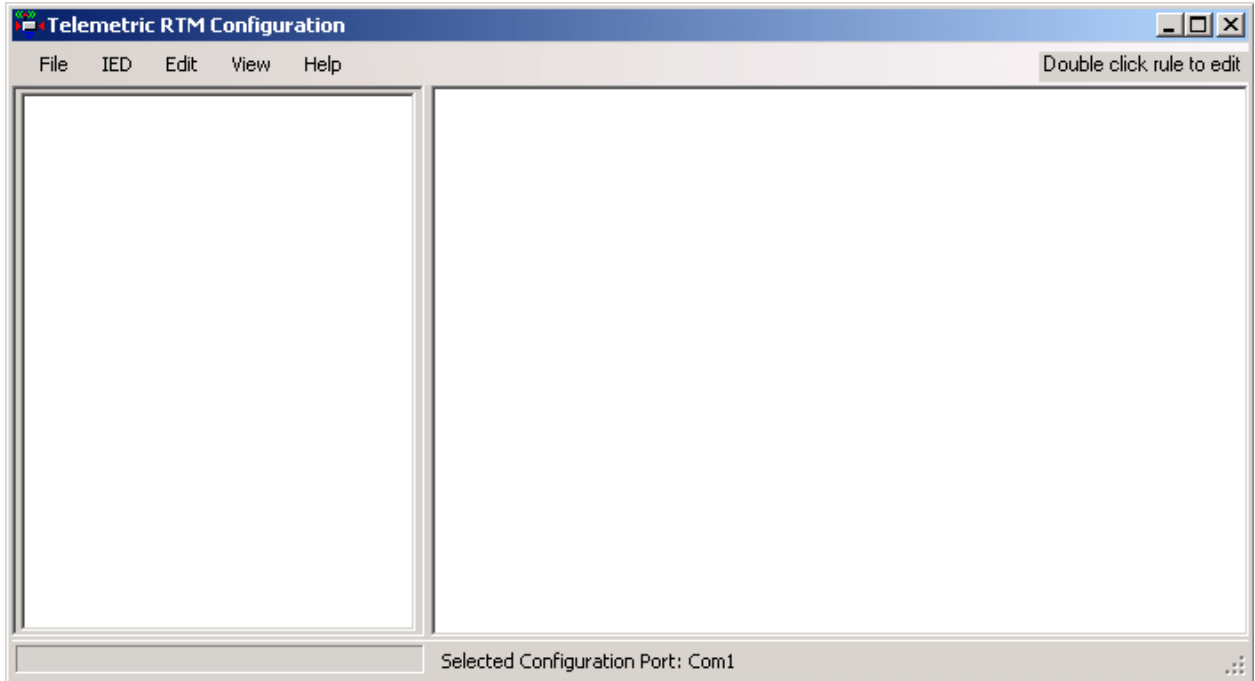 Telemetric RTM Configuration
File IED Edit View Help Double click rule to edit
Selected Configuration Port: Com1